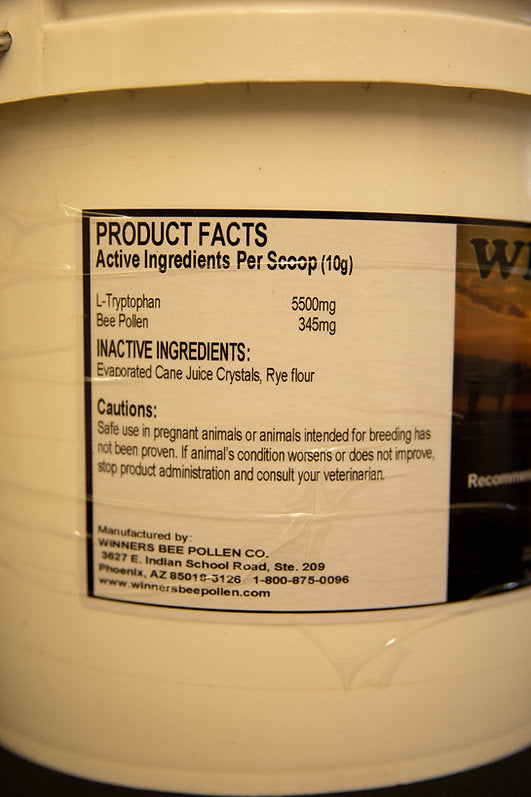 PRODUCT FACTS
Active Ingredients Per Scoop (10g)
L-Tryptophan 5500mg
Bee Pollen 345mg
INACTIVE INGREDIENTS:
Evaporated Cane Juice Crystals, Rye flour
Cautions:
Safe use in pregnant animals or animals intended for breeding has
not been proven. If animal's condition worsens or does not improve,
stop product administration and consult your veterinarian.
Manufactured by:
WINNERS BEE POLLEN CO.
3627 E. Indian School Road, Ste. 209
Phoenix, AZ 85018-5126 1-800-875-0096
www.winnersbeepollen.com